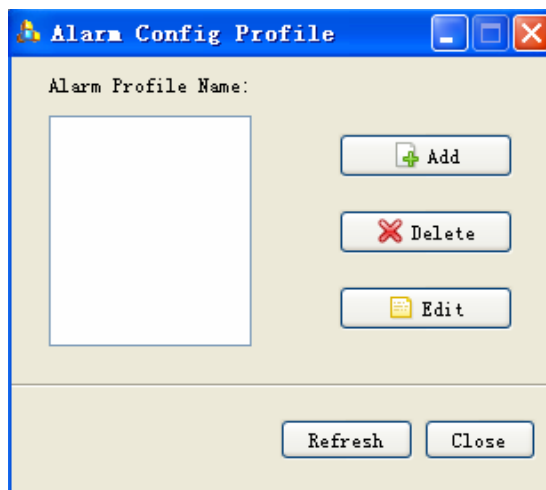 Alarm Config Profile
Alarm Profile Name:
Add
Delete
Edit
Refresh
Close